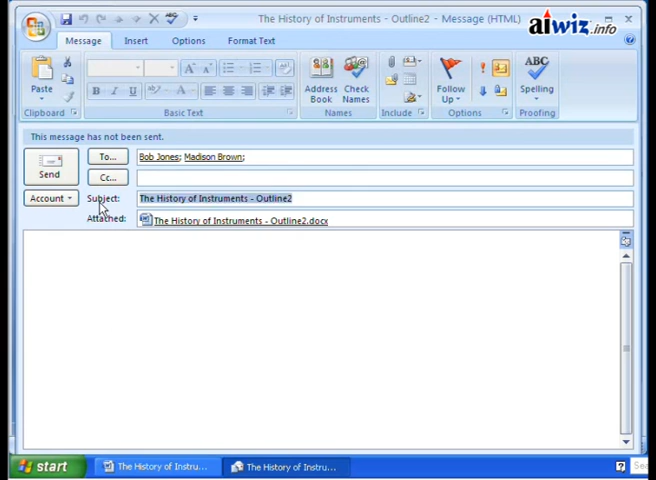 The History of Instruments - Outline2 - Message (HTML)
aiwiz.info
Message Insert Options Format Text
Paste
Clipboard
B I U
Basic Text
Address Book
Check Names
Names
Include
Follow Up
Options
ABC
Spelling
Proofing
This message has not been sent.
Send
To...
Bob Jones; Madison Brown;
Cc...
Account
Subject:
The History of Instruments - Outline2
Attached:
The History of Instruments - Outline2.docx
start
The History of Instru...
The History of Instru...